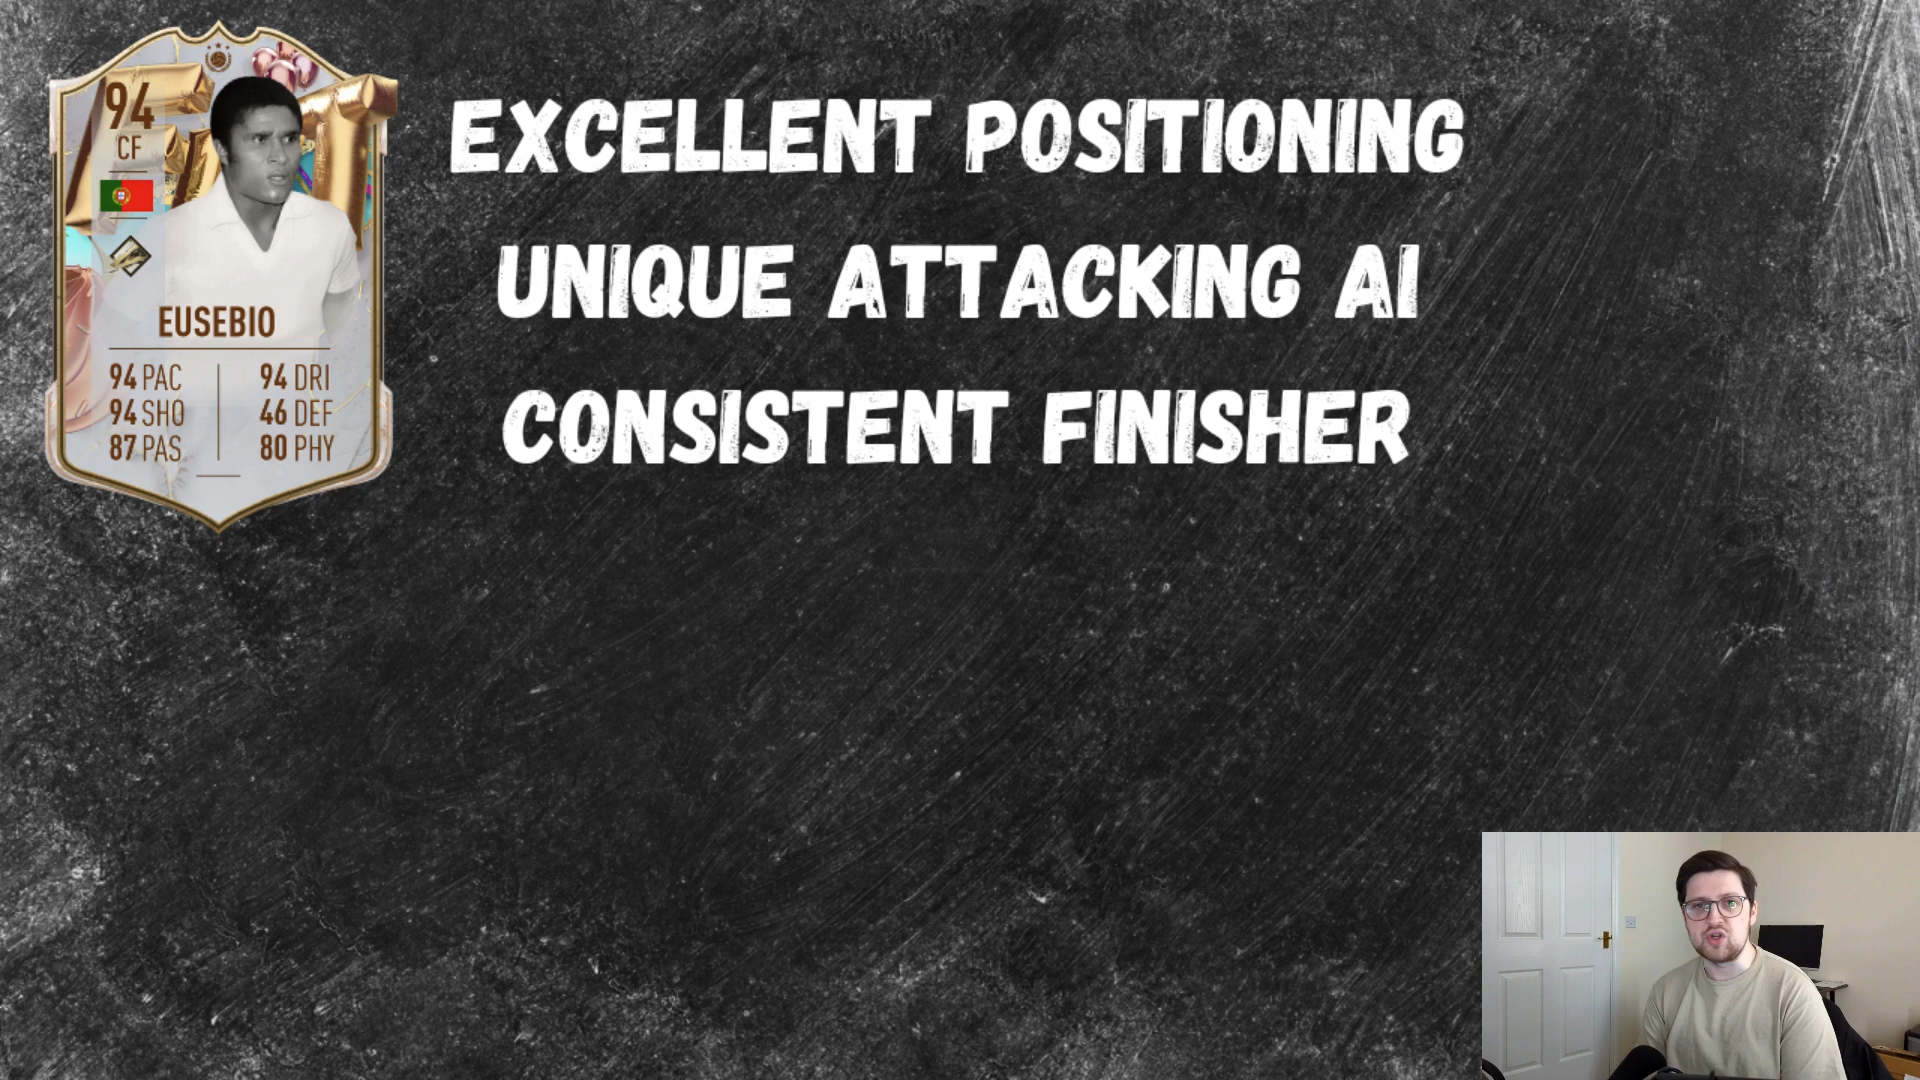 94
CF
EUSEBIO
94 PAC
94 SHO
87 PAS
94 DRI
46 DEF
80 PHY
EXCELLENT POSITIONING
UNIQUE ATTACKING AI
CONSISTENT FINISHER